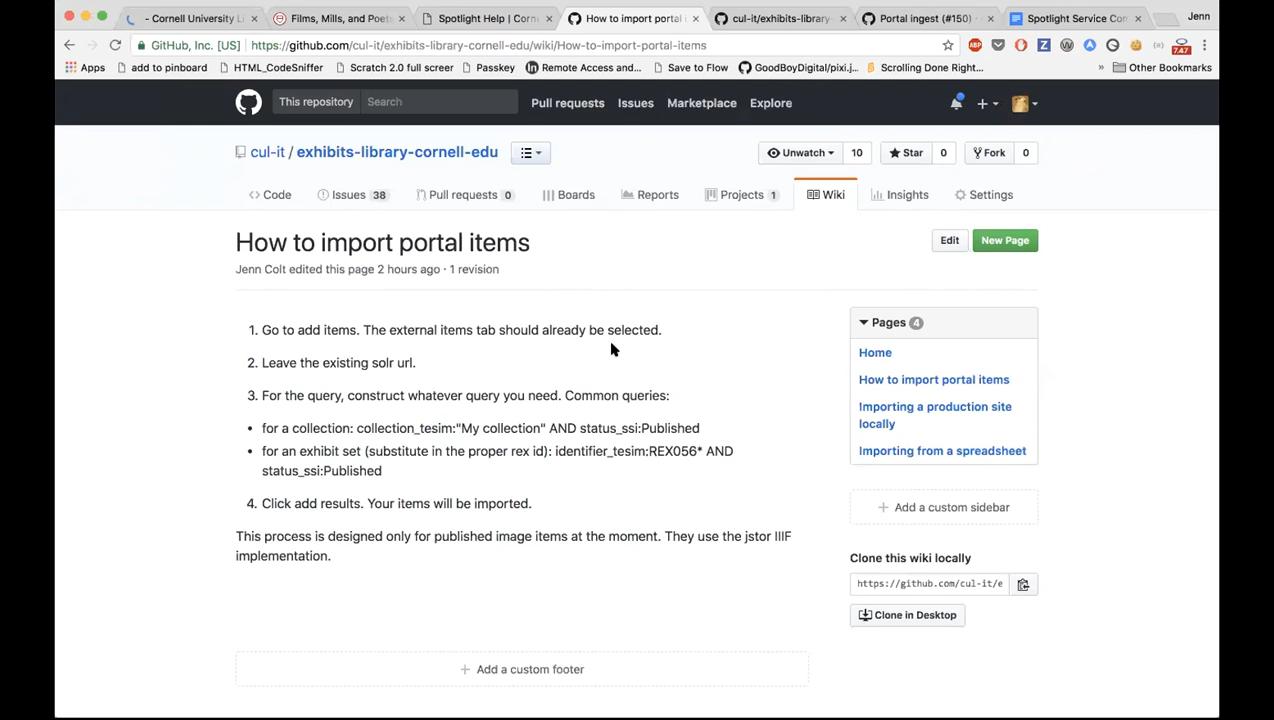 - Cornell University Li
Films, Mills, and Poets
Spotlight Help | Corne
How to import portal i
cul-it/exhibits-library-
Portal ingest (#150) ·
Spotlight Service Con
Jenn
GitHub, Inc. [US] https://github.com/cul-it/exhibits-library-cornell-edu/wiki/How-to-import-portal-items
7.47
Apps add to pinboard HTML_CodeSniffer Scratch 2.0 full screer Passkey Remote Access and... Save to Flow GoodBoyDigital/pixi.j... Scrolling Done Right... » Other Bookmarks
This repository Search Pull requests Issues Marketplace Explore
cul-it / exhibits-library-cornell-edu
Unwatch 10 Star 0 Fork 0
Code Issues 38 Pull requests 0 Boards Reports Projects 1 Wiki Insights Settings
How to import portal items
Edit New Page
Jenn Colt edited this page 2 hours ago · 1 revision
1. Go to add items. The external items tab should already be selected.
2. Leave the existing solr url.
3. For the query, construct whatever query you need. Common queries:
• for a collection: collection_tesim:"My collection" AND status_ssi:Published
• for an exhibit set (substitute in the proper rex id): identifier_tesim:REX056* AND
status_ssi:Published
4. Click add results. Your items will be imported.
This process is designed only for published image items at the moment. They use the jstor IIIF
implementation.
Pages 4
Home
How to import portal items
Importing a production site
locally
Importing from a spreadsheet
Add a custom sidebar
Clone this wiki locally
https://github.com/cul-it/e
Clone in Desktop
Add a custom footer